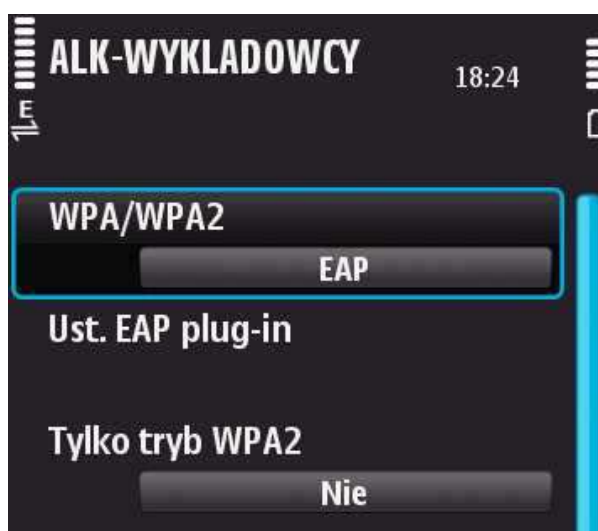 ALK-WYKLADOWCY
18:24
E
WPA/WPA2
EAP
Ust. EAP plug-in
Tylko tryb WPA2
Nie